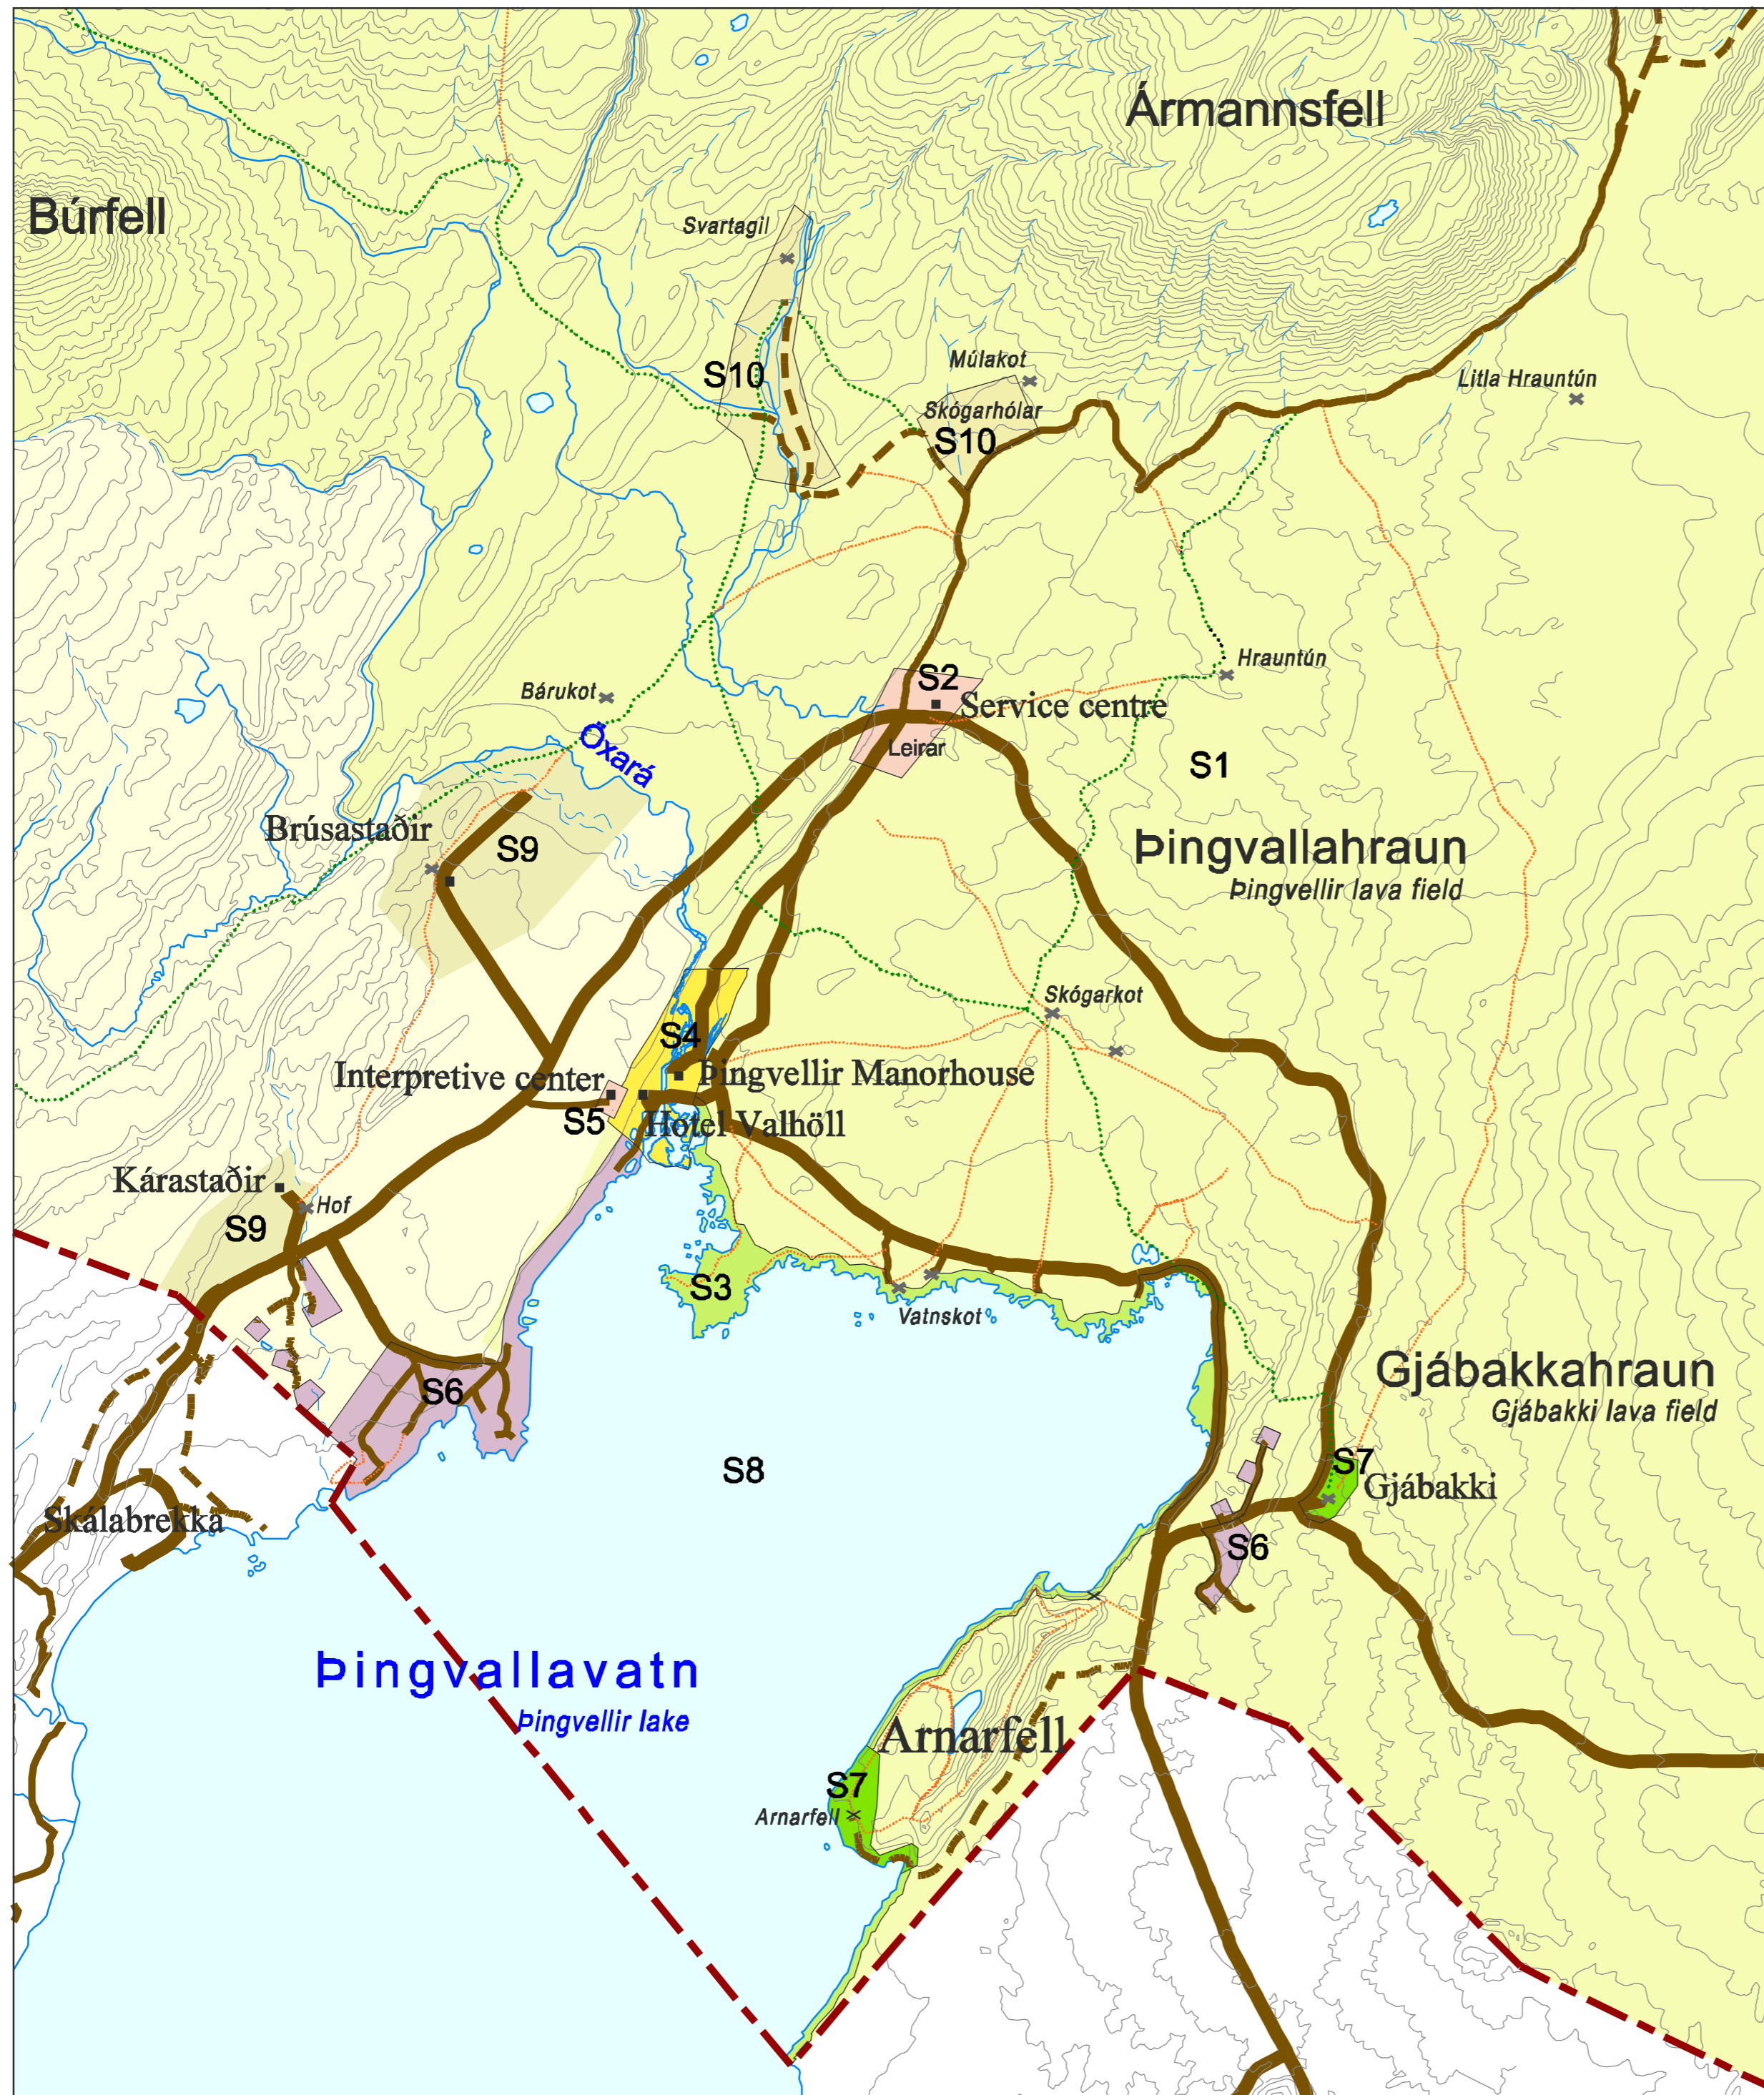 Ármannsfell
Búrfell
Svartagil
Múlakot
S10
Litla Hrauntún
Skógarhólar
S10
Hrauntún
S2
Bárukot
Service centre
Öxará
Leirar
S1
Brúsastaðir
S9
Þingvallahraun
Þingvellir lava field
Skógarkot
S4
Interpretive center
Þingvellir Manorhouse
S5
Hotel Valhöll
Kárastaðir
Hof
S9
S3
Vatnskot
Gjábakkahraun
S6
Gjábakki lava field
S8
S7
Gjábakki
Skálabrekka
S6
Þingvallavatn
Þingvellir lake
Arnarfell
S7
Arnarfell